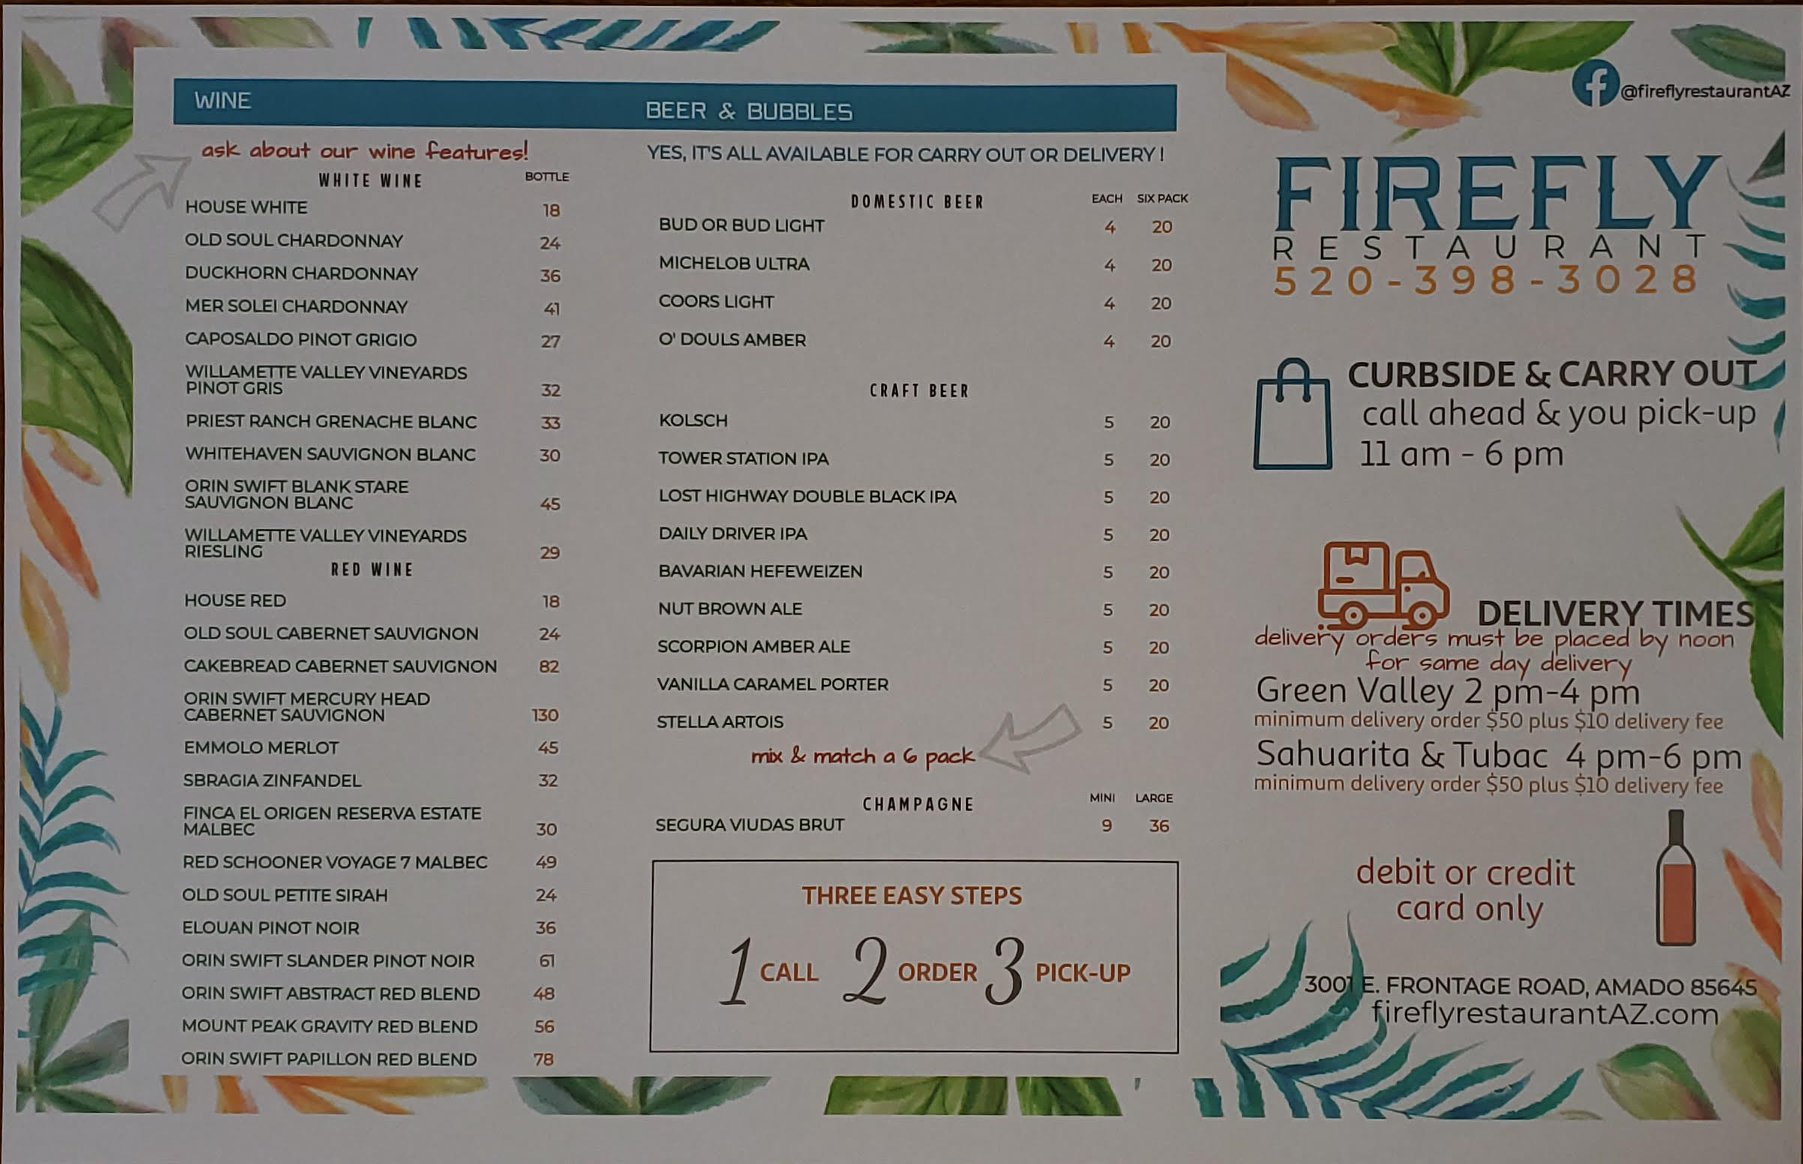 WINE
ask about our wine features!
WHITE WINE BOTTLE
HOUSE WHITE 18
OLD SOUL CHARDONNAY 24
DUCKHORN CHARDONNAY 36
MER SOLEI CHARDONNAY 41
CAPOSALDO PINOT GRIGIO 27
WILLAMETTE VALLEY VINEYARDS
PINOT GRIS 32
PRIEST RANCH GRENACHE BLANC 33
WHITEHAVEN SAUVIGNON BLANC 30
ORIN SWIFT BLANK STARE
SAUVIGNON BLANC 45
WILLAMETTE VALLEY VINEYARDS
RIESLING 29
RED WINE
HOUSE RED 18
OLD SOUL CABERNET SAUVIGNON 24
CAKEBREAD CABERNET SAUVIGNON 82
ORIN SWIFT MERCURY HEAD
CABERNET SAUVIGNON 130
EMMOLO MERLOT 45
SBRAGIA ZINFANDEL 32
FINCA EL ORIGEN RESERVA ESTATE
MALBEC 30
RED SCHOONER VOYAGE 7 MALBEC 49
OLD SOUL PETITE SIRAH 24
ELOUAN PINOT NOIR 36
ORIN SWIFT SLANDER PINOT NOIR 61
ORIN SWIFT ABSTRACT RED BLEND 48
MOUNT PEAK GRAVITY RED BLEND 56
ORIN SWIFT PAPILLON RED BLEND 78
BEER & BUBBLES
YES, IT'S ALL AVAILABLE FOR CARRY OUT OR DELIVERY !
DOMESTIC BEER EACH SIX PACK
BUD OR BUD LIGHT 4 20
MICHELOB ULTRA 4 20
COORS LIGHT 4 20
O' DOULS AMBER 4 20
CRAFT BEER
KOLSCH 5 20
TOWER STATION IPA 5 20
LOST HIGHWAY DOUBLE BLACK IPA 5 20
DAILY DRIVER IPA 5 20
BAVARIAN HEFEWEIZEN 5 20
NUT BROWN ALE 5 20
SCORPION AMBER ALE 5 20
VANILLA CARAMEL PORTER 5 20
STELLA ARTOIS 5 20
mix & match a 6 pack
CHAMPAGNE MINI LARGE
SEGURA VIUDAS BRUT 9 36
THREE EASY STEPS
1 CALL 2 ORDER 3 PICK-UP
@fireflyrestaurantAZ
FIREFLY
RESTAURANT
520-398-3028
CURBSIDE & CARRY OUT
call ahead & you pick-up
11 am - 6 pm
DELIVERY TIMES
delivery orders must be placed by noon
for same day delivery
Green Valley 2 pm-4 pm
minimum delivery order $50 plus $10 delivery fee
Sahuarita & Tubac 4 pm-6 pm
minimum delivery order $50 plus $10 delivery fee
debit or credit
card only
3001 E. FRONTAGE ROAD, AMADO 85645
fireflyrestaurantAZ.com